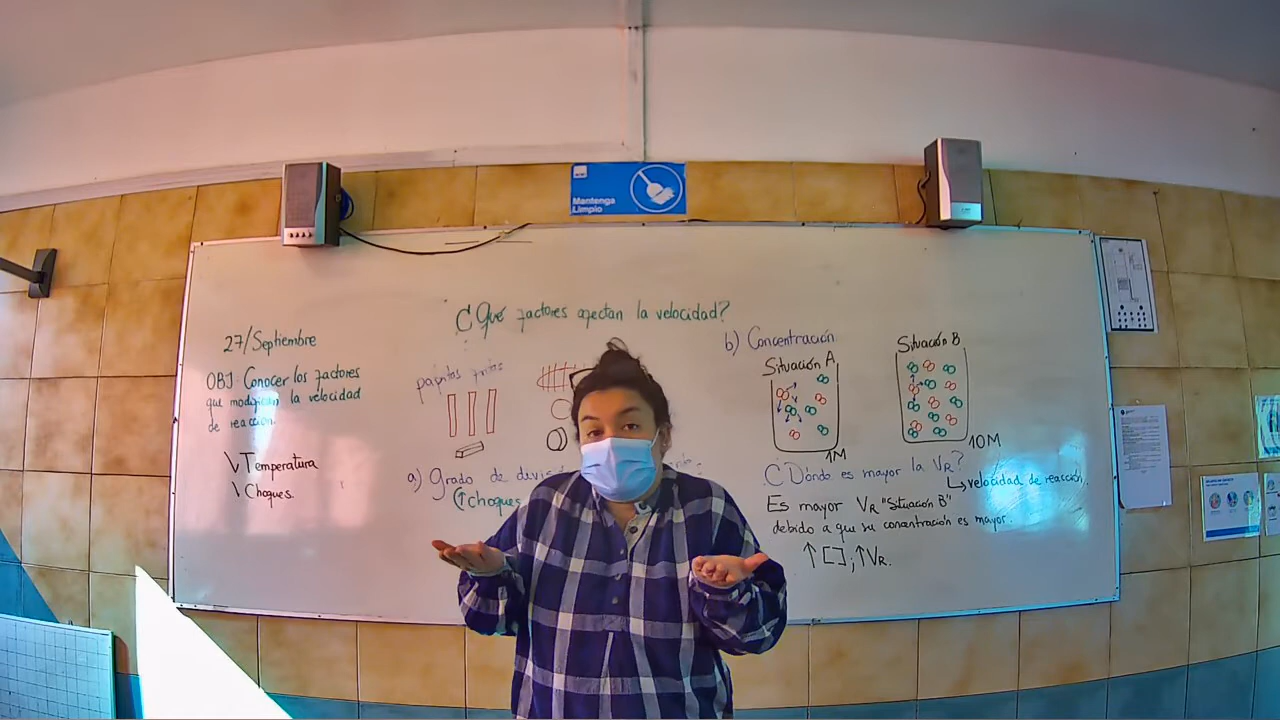 Mantenga
Limpio
¿Qué factores afectan la velocidad?
27/Septiembre
OBJ: Conocer los factores
que modifican la velocidad
de reacción.
Temperatura
Choques
papitas fritas
a) Grado de divis
↑choques
b) Concentración
Situación A
1M
Situación B
10M
¿Dónde es mayor la VR?
↳velocidad de reacción.
Es mayor VR "Situación B"
debido a que su concentración es mayor.
↑[ ];↑VR.